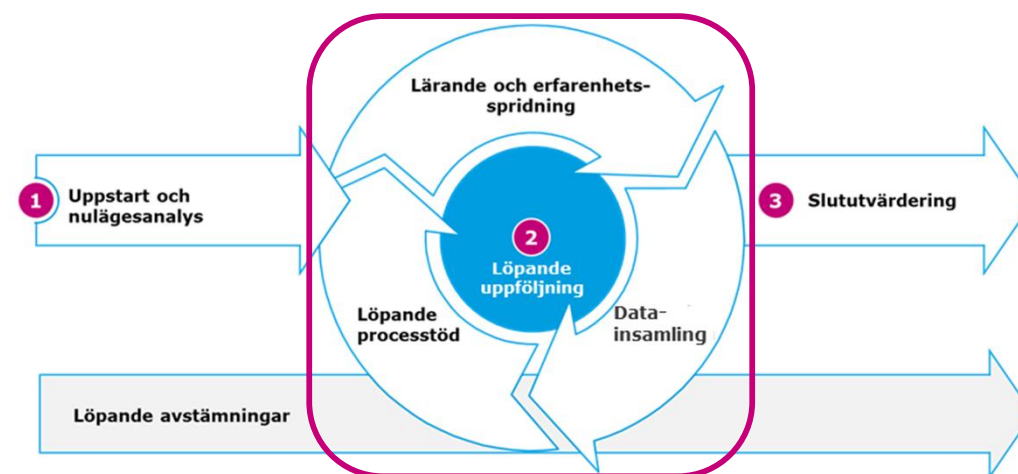 Lärande och erfarenhets-
spridning
1
Uppstart och
nulägesanalys
2
Löpande
uppföljning
3
Slututvärdering
Löpande
processtöd
Data-
insamling
Löpande avstämningar